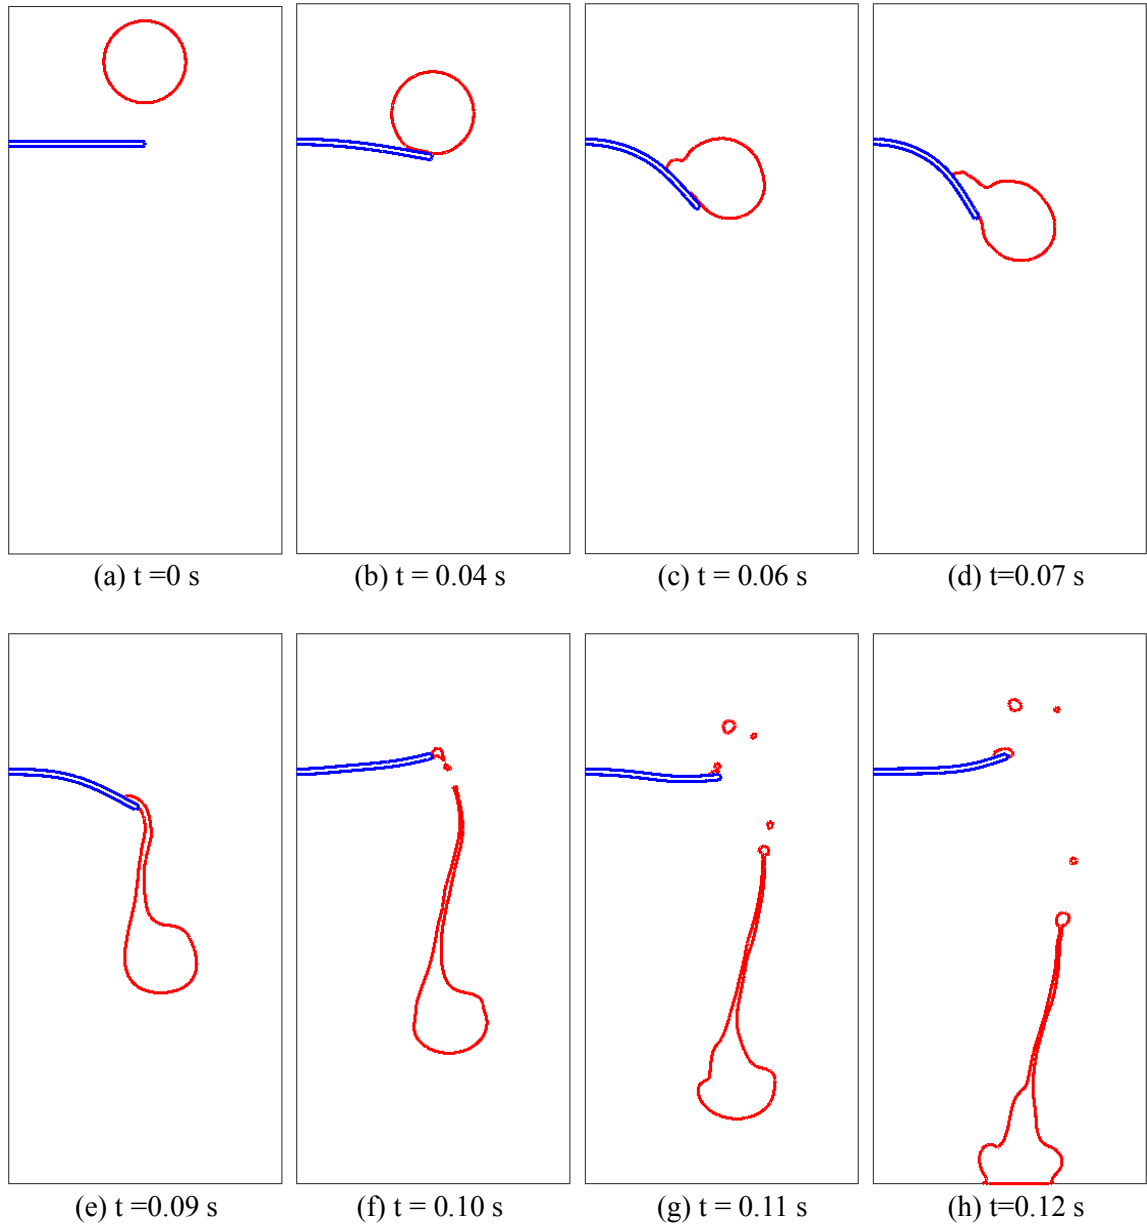 (a) t =0 s
(b) t = 0.04 s
(c) t = 0.06 s
(d) t=0.07 s
(e) t =0.09 s
(f) t = 0.10 s
(g) t = 0.11 s
(h) t=0.12 s